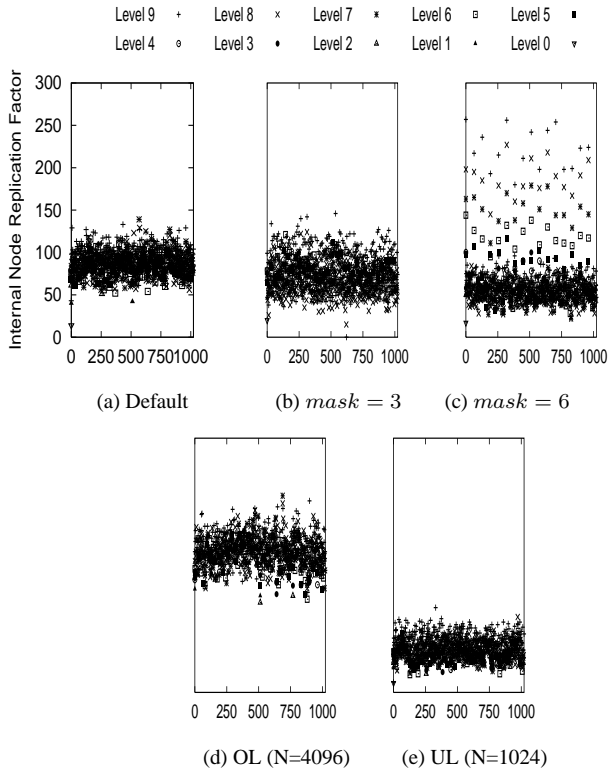 Level 9 Level 8 Level 7 Level 6 Level 5
Level 4 Level 3 Level 2 Level 1 Level 0
Internal Node Replication Factor
300
250
200
150
100
50
0
0 250 500 750 1000
0 250 500 750 1000
0 250 500 750 1000
(a) Default (b) mask = 3 (c) mask = 6
0 250 500 750 1000
0 250 500 750 1000
(d) OL (N=4096) (e) UL (N=1024)